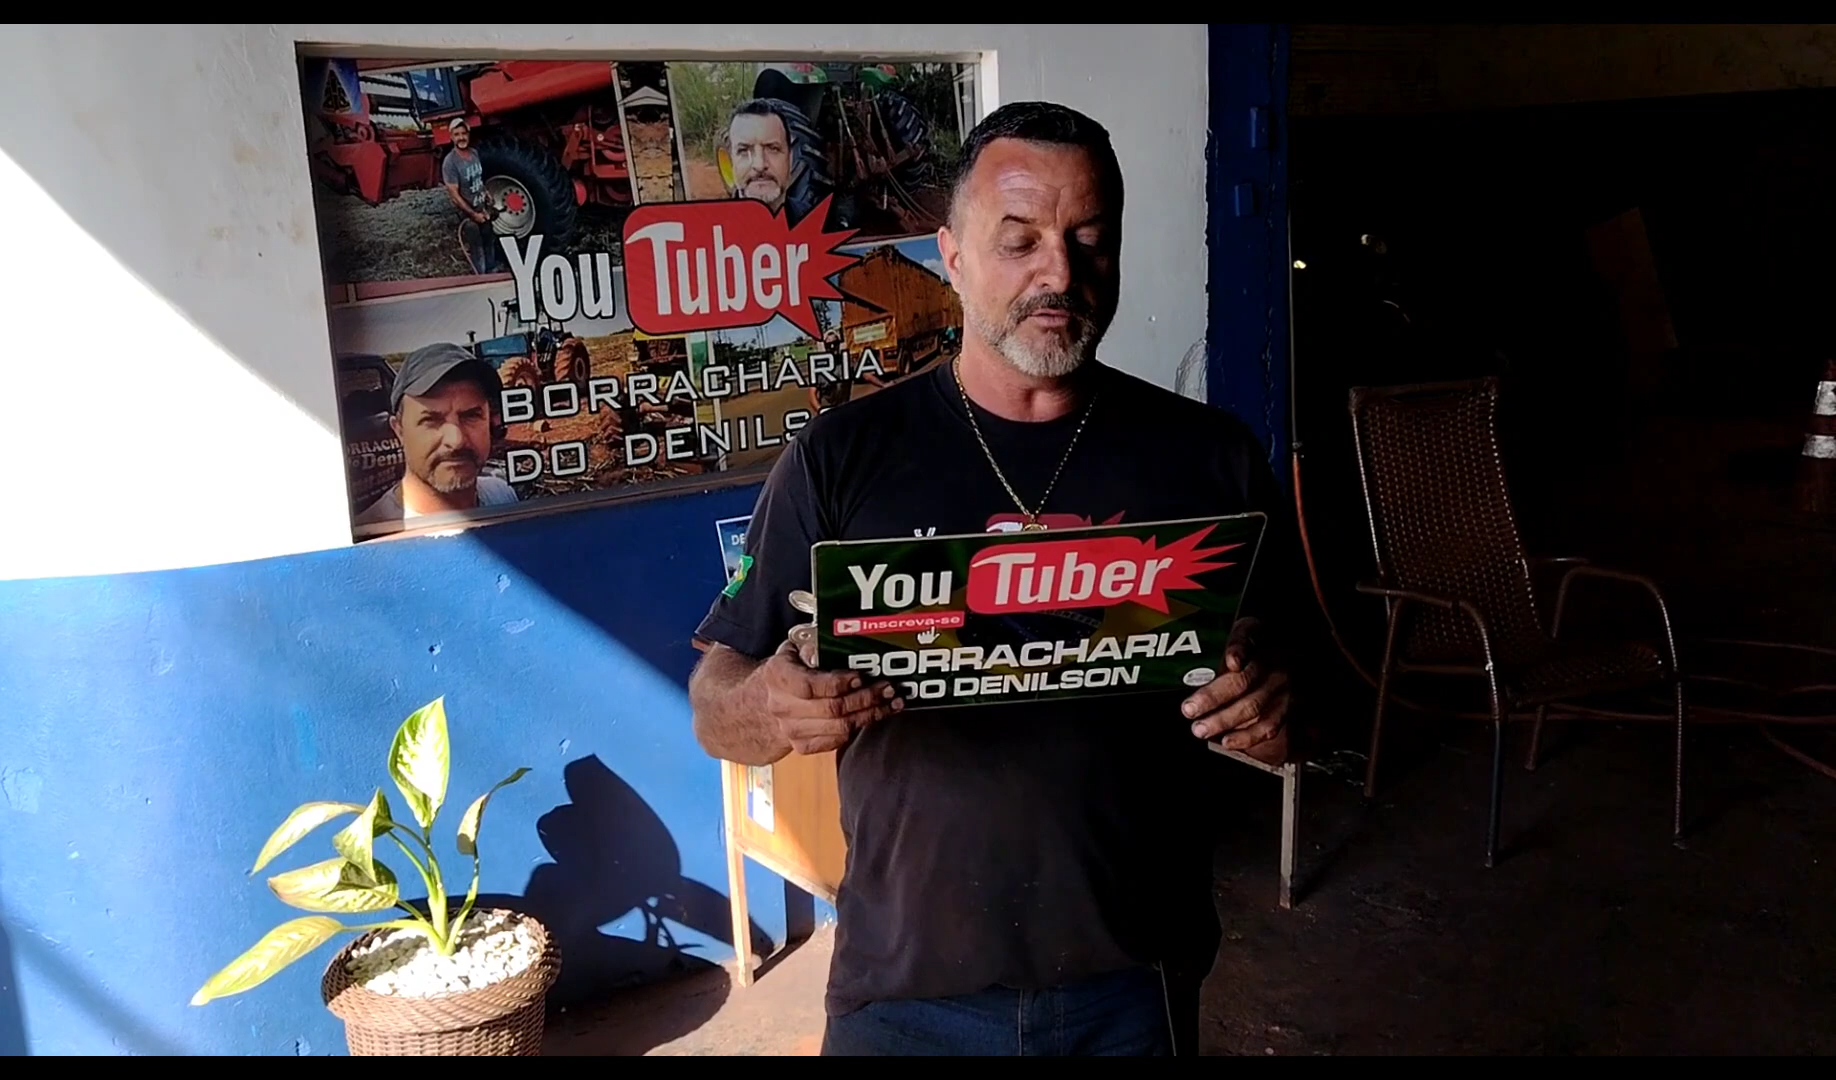 You Tuber
BORRACHARIA
DO DENILS
You Tuber
Inscreva-se
BORRACHARIA
DO DENILSON